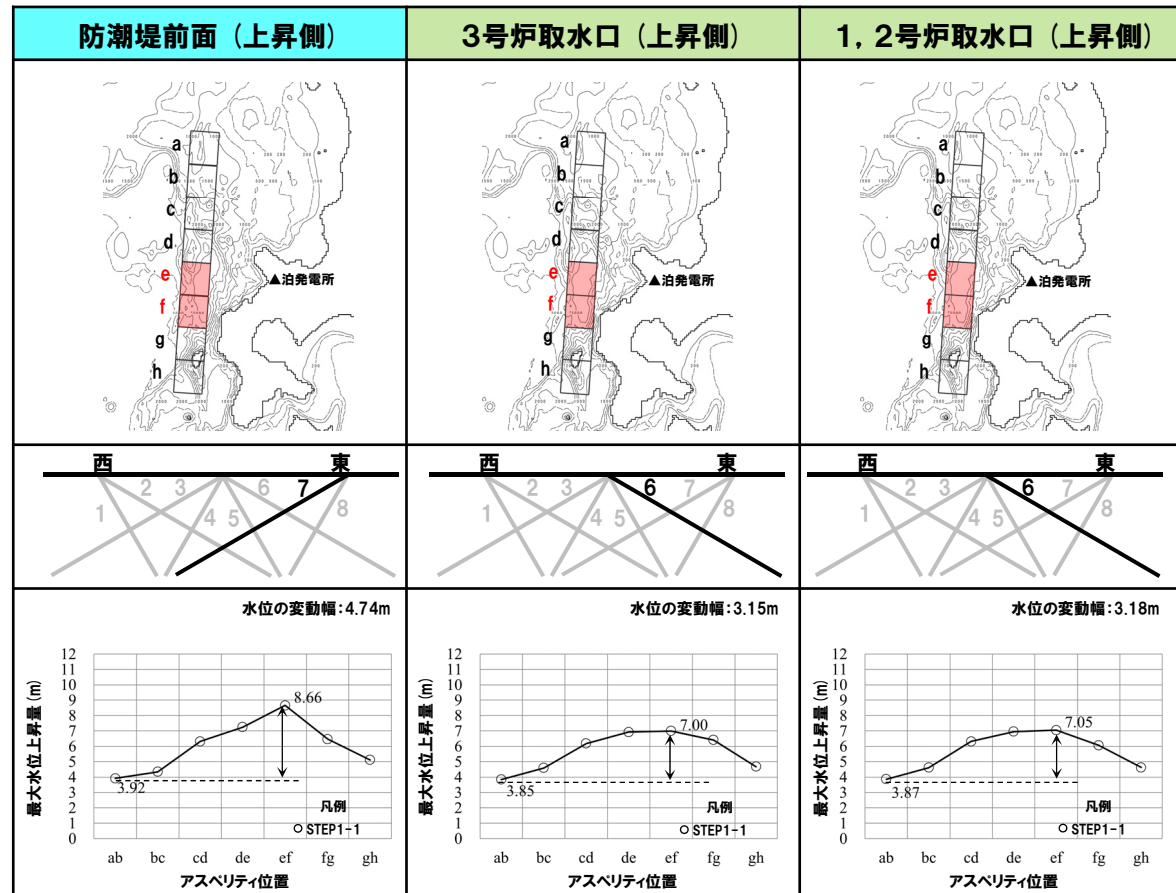 防潮堤前面（上昇側）
3号炉取水口（上昇側）
1，2号炉取水口（上昇側）
a
b
c
d
e
f
g
h
▲泊発電所
a
b
c
d
e
f
g
h
▲泊発電所
a
b
c
d
e
f
g
h
▲泊発電所
西 東
1 2 3 4 5 6 7 8
西 東
1 2 3 4 5 6 7 8
西 東
1 2 3 4 5 6 7 8
水位の変動幅：4.74m
最大水位上昇量（m）
12
11
10
9
8
7
6
5
4
3
2
1
0
8.66
3.92
凡例
○ STEP1-1
ab bc cd de ef fg gh
アスペリティ位置
水位の変動幅：3.15m
最大水位上昇量（m）
12
11
10
9
8
7
6
5
4
3
2
1
0
7.00
3.85
凡例
○ STEP1-1
ab bc cd de ef fg gh
アスペリティ位置
水位の変動幅：3.18m
最大水位上昇量（m）
12
11
10
9
8
7
6
5
4
3
2
1
0
7.05
3.87
凡例
○ STEP1-1
ab bc cd de ef fg gh
アスペリティ位置